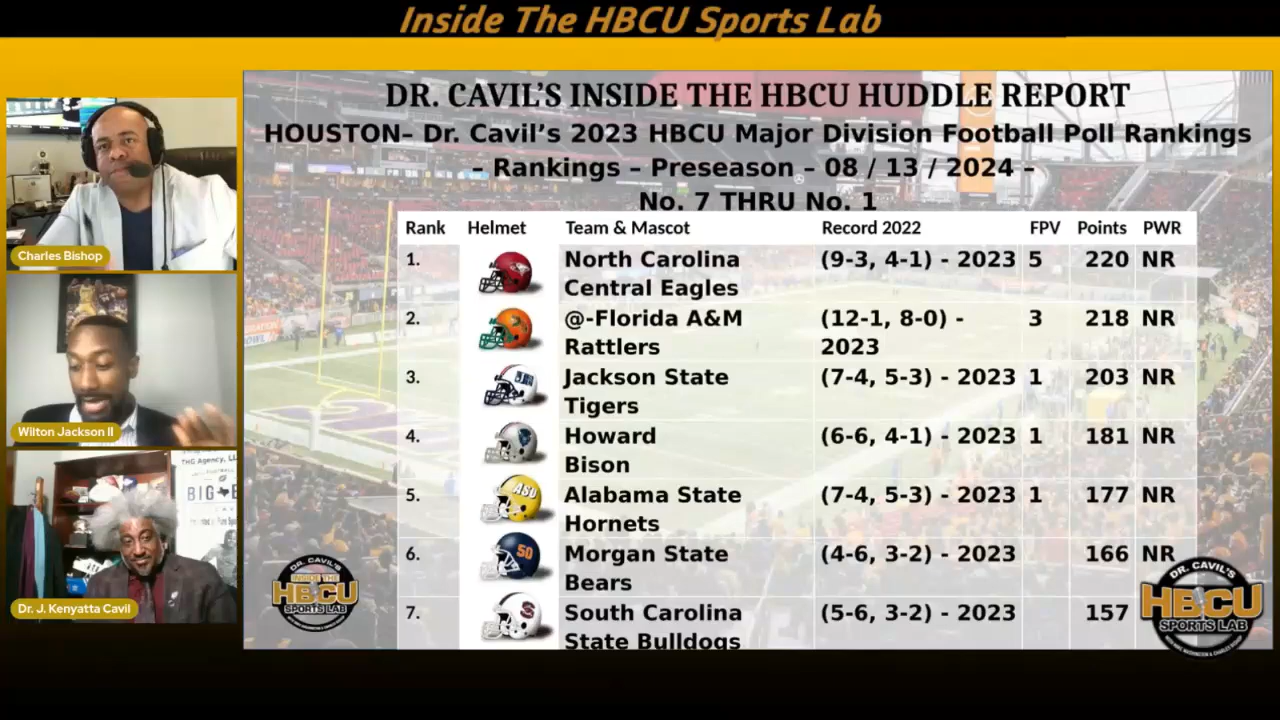 Inside The HBCU Sports Lab
DR. CAVIL'S INSIDE THE HBCU HUDDLE REPORT
HOUSTON– Dr. Cavil's 2023 HBCU Major Division Football Poll Rankings
Rankings – Preseason – 08 / 13 / 2024 –
No. 7 THRU No. 1
Rank Helmet Team & Mascot Record 2022 FPV Points PWR
1. North Carolina (9-3, 4-1) - 2023 5 220 NR
Central Eagles
2. @-Florida A&M (12-1, 8-0) - 3 218 NR
Rattlers 2023
3. Jackson State (7-4, 5-3) - 2023 1 203 NR
Tigers
4. Howard (6-6, 4-1) - 2023 1 181 NR
Bison
5. ASU Alabama State (7-4, 5-3) - 2023 1 177 NR
Hornets
6. 50 Morgan State (4-6, 3-2) - 2023 166 NR
Bears
7. S South Carolina (5-6, 3-2) - 2023 157
State Bulldogs
Charles Bishop
Wilton Jackson II
THG Agency, LL
BIG
Dr. J. Kenyatta Cavil
DR. CAVIL'S
INSIDE THE
HBCU
SPORTS LAB
DR. CAVIL'S
HBCU
SPORTS LAB